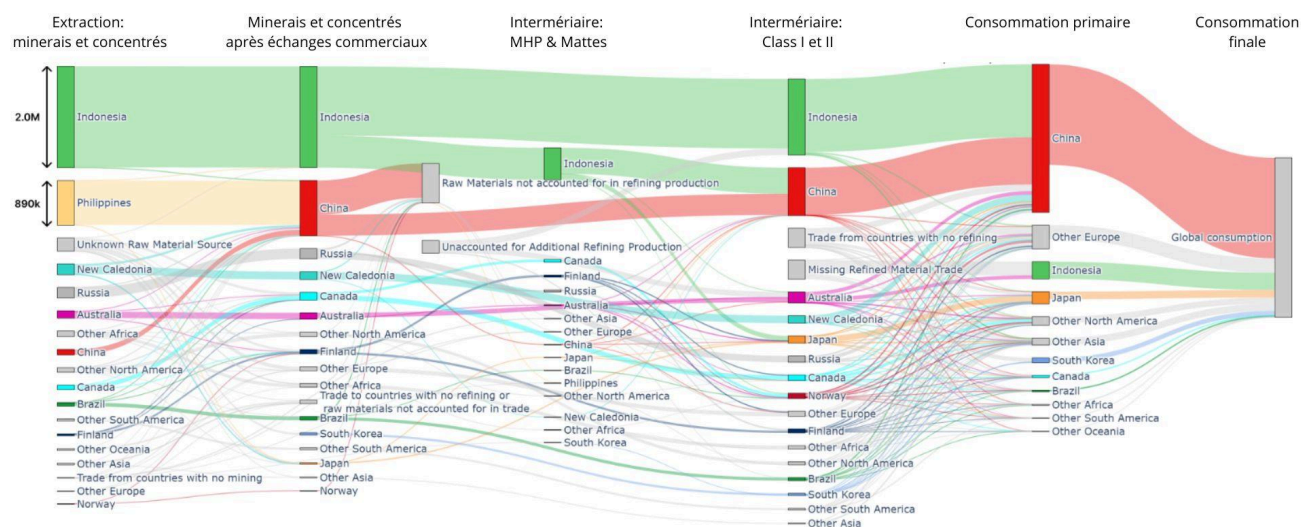 Extraction:
minerais et concentrés
Minerais et concentrés
après échanges commerciaux
Intermériaire:
MHP & Mattes
Intermériaire:
Class I et II
Consommation primaire
Consommation
finale
2.0M
890k
Indonesia
Philippines
Unknown Raw Material Source
New Caledonia
Russia
Australia
Other Africa
China
Other North America
Canada
Brazil
Other South America
Finland
Other Oceania
Other Asia
Trade from countries with no mining
Other Europe
Norway
Indonesia
China
Russia
New Caledonia
Canada
Australia
Other North America
Finland
Other Europe
Other Africa
Trade to countries with no refining or
raw materials not accounted for in trade
Brazil
South Korea
Other South America
Japan
Other Asia
Norway
Raw Materials not accounted for in refining production
Unaccounted for Additional Refining Production
Indonesia
Canada
Finland
Russia
Australia
Other Asia
Other Europe
China
Japan
Brazil
Philippines
Other North America
New Caledonia
Other Africa
South Korea
Indonesia
China
Trade from countries with no refining
Missing Refined Material Trade
Australia
New Caledonia
Japan
Russia
Canada
Norway
Other Europe
Finland
Other Africa
Other North America
Brazil
South Korea
Other South America
Other Asia
China
Other Europe
Indonesia
Japan
Other North America
Other Asia
South Korea
Canada
Brazil
Other Africa
Other South America
Other Oceania
Global consumption